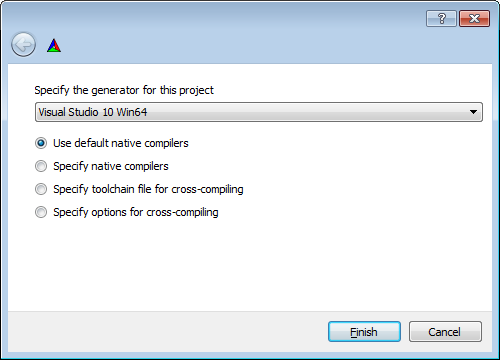 Specify the generator for this project
Visual Studio 10 Win64
Use default native compilers
Specify native compilers
Specify toolchain file for cross-compiling
Specify options for cross-compiling
Finish
Cancel